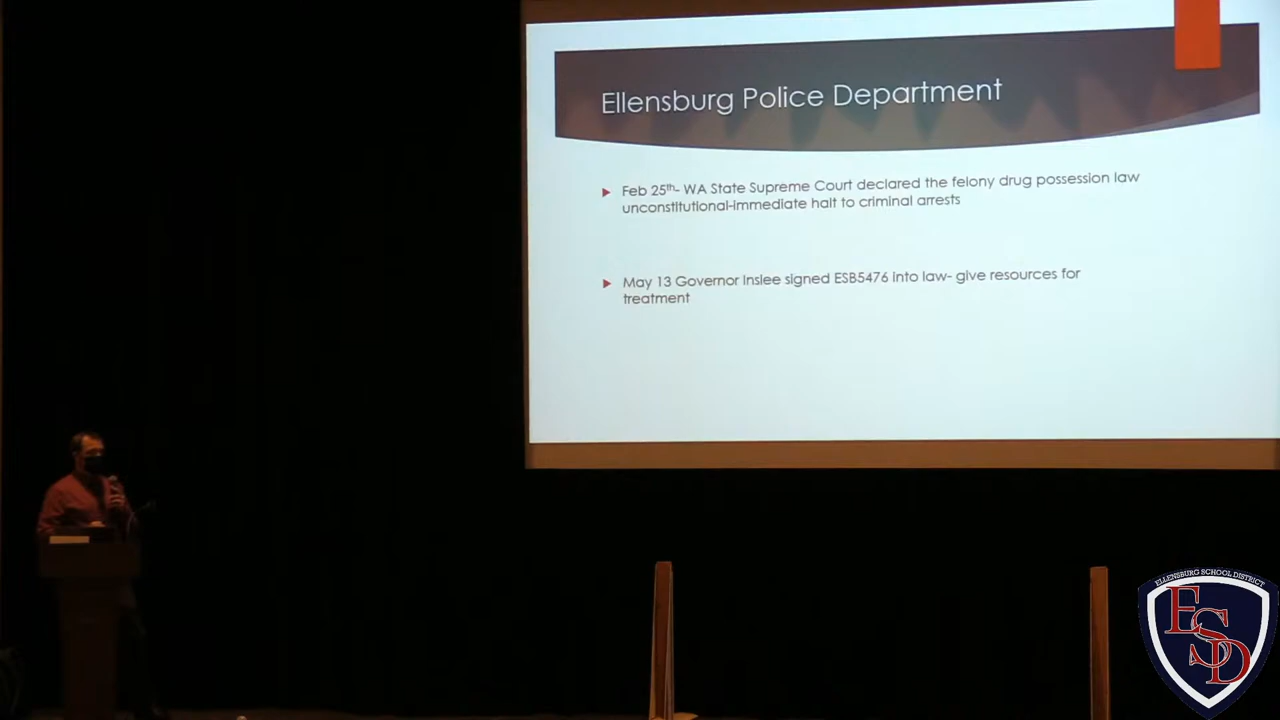 Ellensburg Police Department
Feb 25th- WA State Supreme Court declared the felony drug possession law
unconstitutional-immediate halt to criminal arrests
May 13 Governor Inslee signed ESB5476 into law- give resources for
treatment
ELLENSBURG SCHOOL DISTRICT
ESD